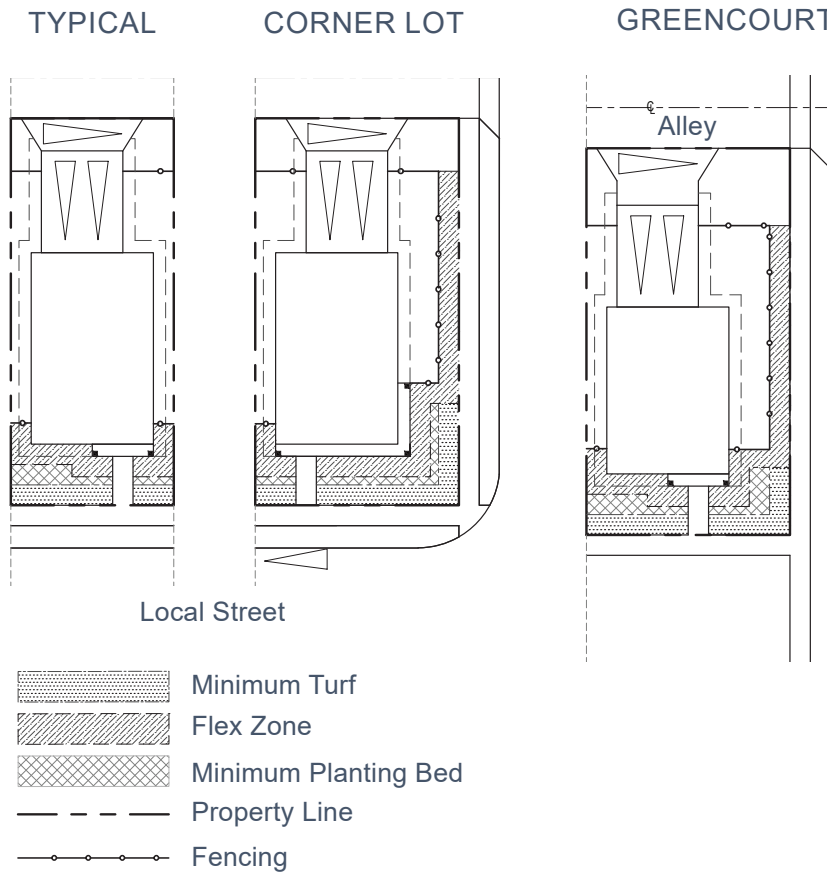 TYPICAL
CORNER LOT
GREENCOURT
℄
Alley
Local Street
Minimum Turf
Flex Zone
Minimum Planting Bed
Property Line
Fencing